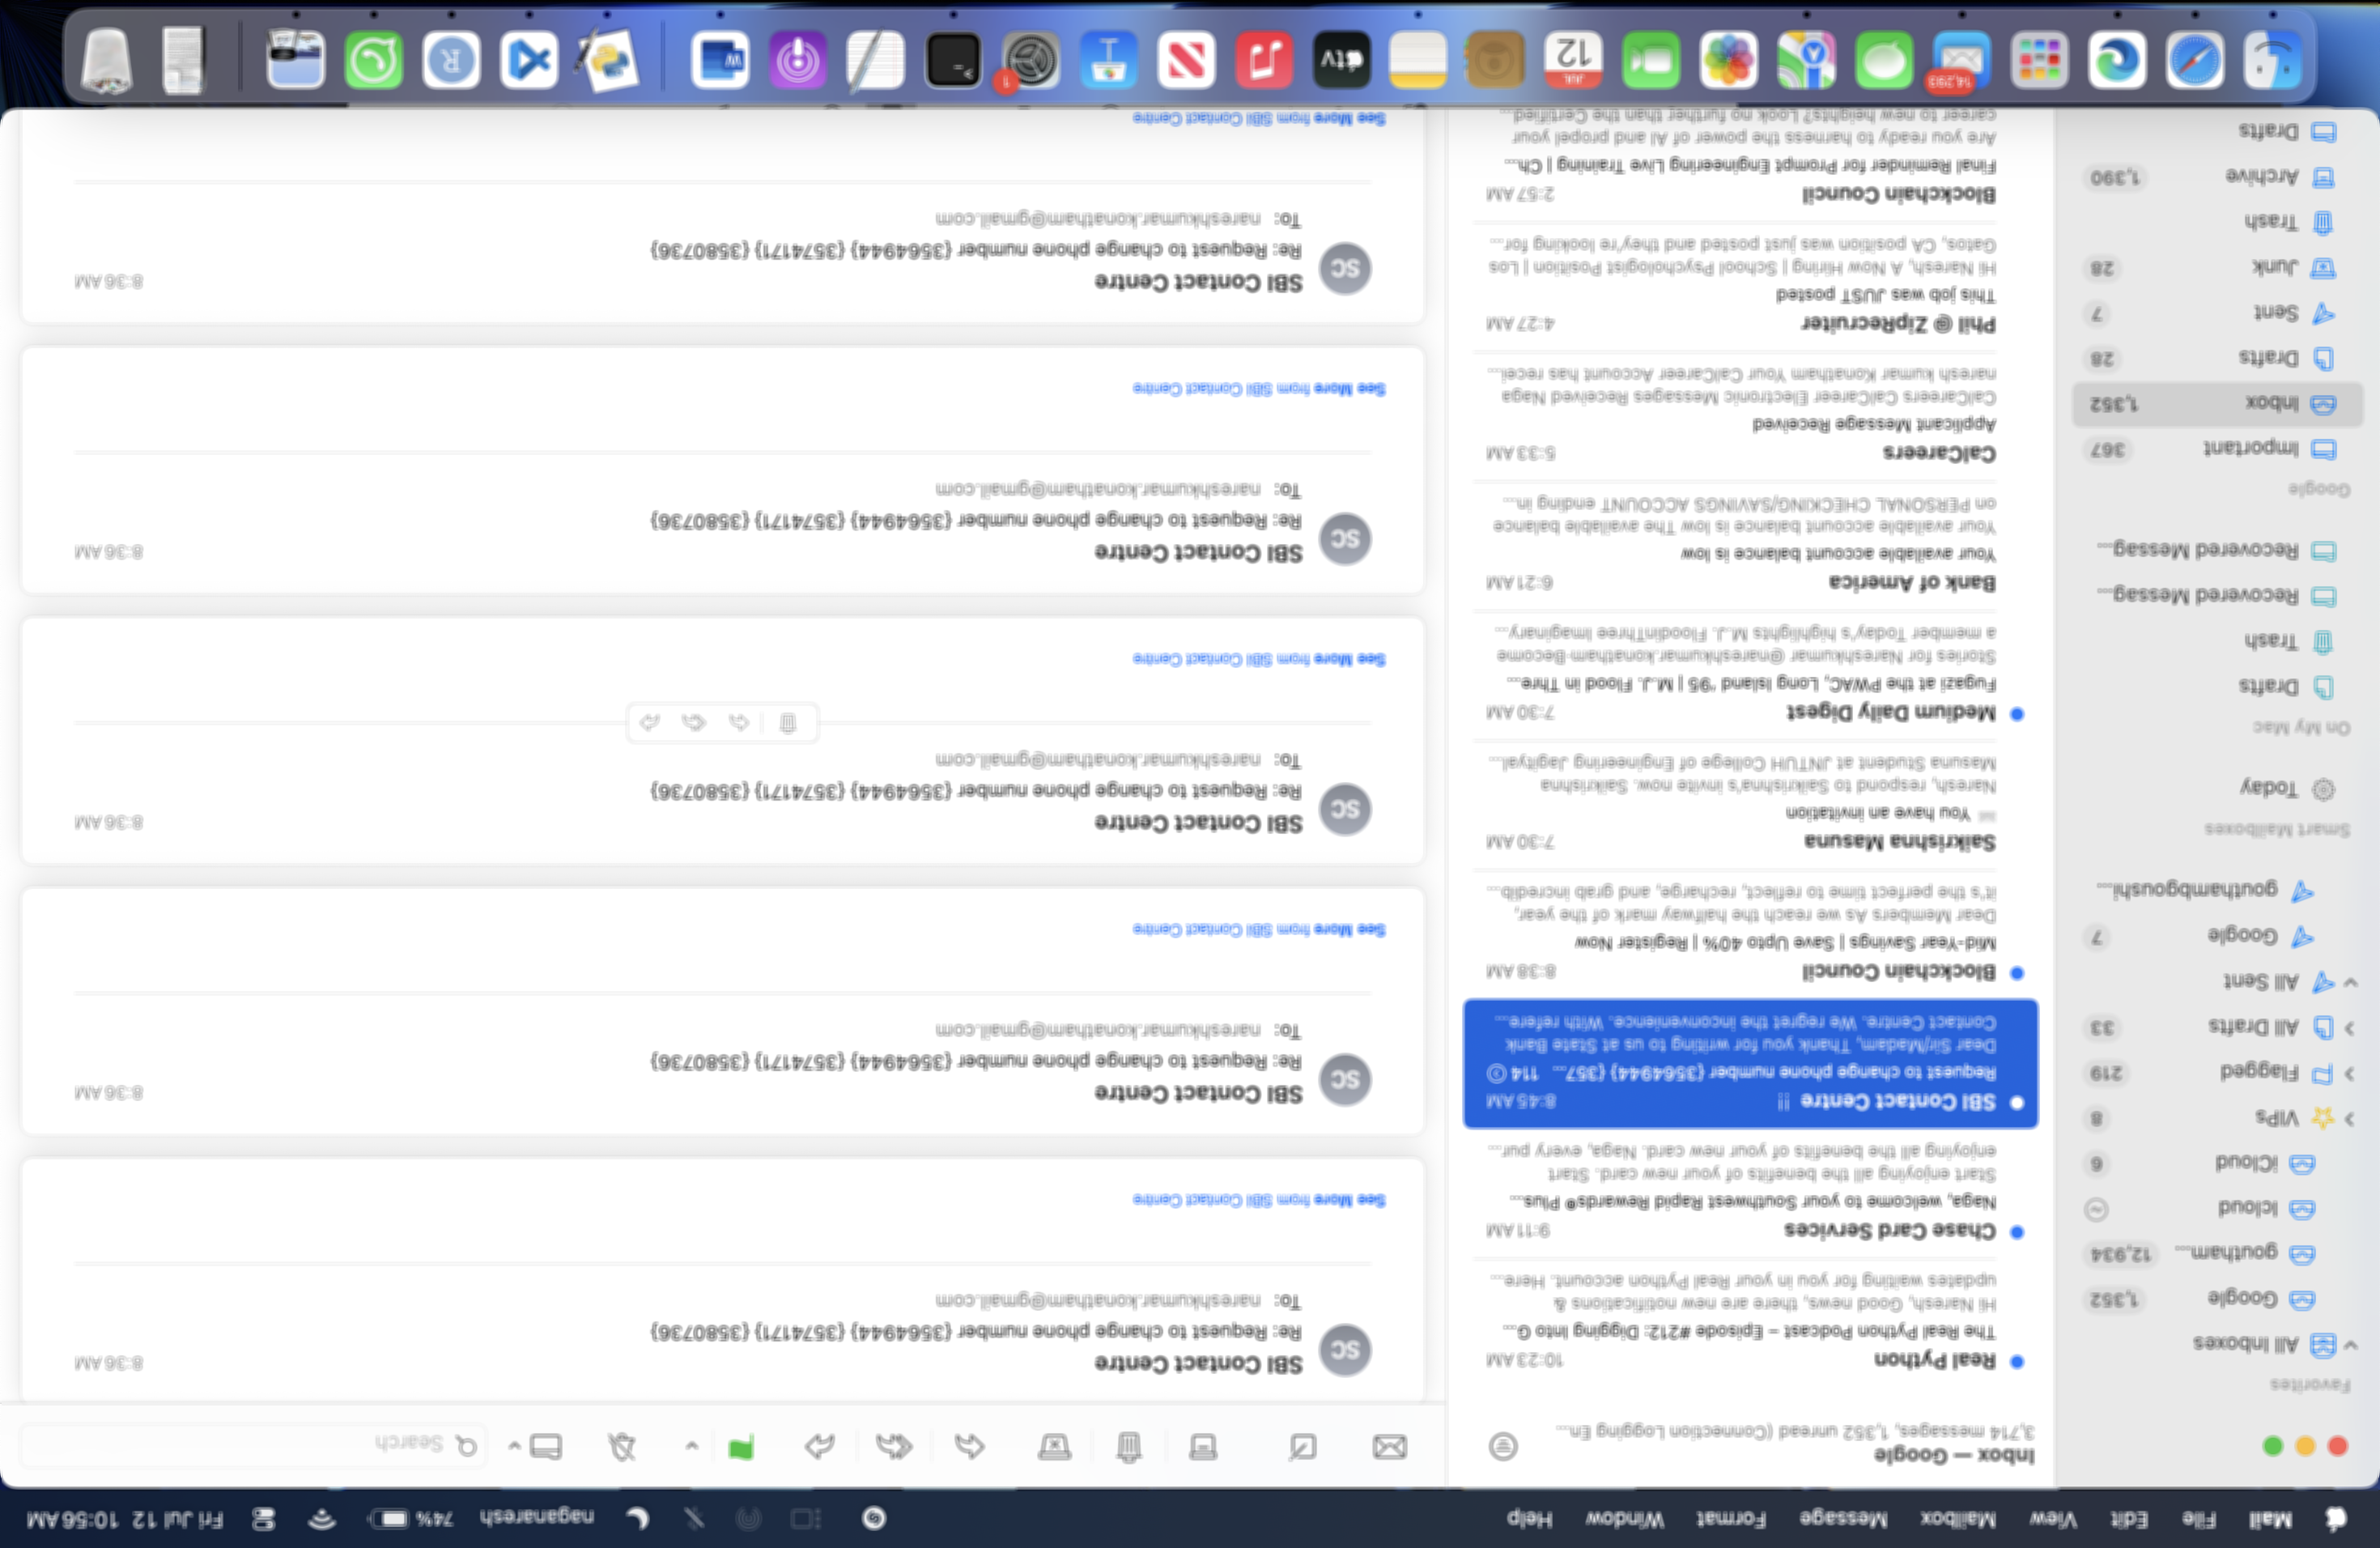 Mail File Edit View Mailbox Message Format Window Help
74% naganaresh Fri Jul 12 10:56 AM
Favorites
All Inboxes
Google 1,352
goutham... 12,934
Icloud
iCloud 6
VIPs 8
Flagged 219
All Drafts 33
All Sent
Google 7
gouthambgoushi...
Smart Mailboxes
Today
On My Mac
Drafts
Trash
Recovered Messag...
Recovered Messag...
Google
Important 367
Inbox 1,352
Drafts 28
Sent 7
Junk 28
Trash
Archive 1,390
Drafts
Inbox — Google
3,714 messages, 1,352 unread (Connection Logging En...
Real Python 10:23 AM
The Real Python Podcast – Episode #212: Digging Into G...
Hi Naresh, Good news, there are new notifications &
updates waiting for you in your Real Python account. Here...
Chase Card Services 9:11 AM
Naga, welcome to your Southwest Rapid Rewards® Plus...
Start enjoying all the benefits of your new card. Start
enjoying all the benefits of your new card. Naga, every pur...
SBI Contact Centre !! 8:45 AM
Request to change phone number {3564944} {357... 114
Dear Sir/Madam, Thank you for writing to us at State Bank
Contact Centre. We regret the inconvenience. With refere...
Blockchain Council 8:38 AM
Mid-Year Savings | Save Upto 40% | Register Now
Dear Members As we reach the halfway mark of the year,
it's the perfect time to reflect, recharge, and grab incredib...
Saikrishna Masuna 7:30 AM
You have an invitation
Naresh, respond to Saikrishna's invite now. Saikrishna
Masuna Student at JNTUH College of Engineering Jagityal...
Medium Daily Digest 7:30 AM
Fugazi at the PWAC, Long Island '95 | M.J. Flood in Thre...
Stories for Nareshkumar @nareshkumar.konatham·Become
a member Today's highlights M.J. FloodinThree Imaginary...
Bank of America 6:21 AM
Your available account balance is low
Your available account balance is low The available balance
on PERSONAL CHECKING/SAVINGS ACCOUNT ending in...
CalCareers 5:33 AM
Applicant Message Received
CalCareers CalCareer Electronic Messages Received Naga
naresh kumar Konatham Your CalCareer Account has recei...
Phil @ ZipRecruiter 4:27 AM
This job was JUST posted
Hi Naresh, A Now Hiring | School Psychologist Position | Los
Gatos, CA position was just posted and they're looking for...
Blockchain Council 2:57 AM
Final Reminder for Prompt Engineering Live Training | Ch...
Are you ready to harness the power of AI and propel your
career to new heights? Look no further than the Certified...
Search
SC
SBI Contact Centre 8:36 AM
Re: Request to change phone number {3564944} {3574171} {3580736}
To: nareshkumar.konatham@gmail.com
See More from SBI Contact Centre
SC
SBI Contact Centre 8:36 AM
Re: Request to change phone number {3564944} {3574171} {3580736}
To: nareshkumar.konatham@gmail.com
See More from SBI Contact Centre
SC
SBI Contact Centre 8:36 AM
Re: Request to change phone number {3564944} {3574171} {3580736}
To: nareshkumar.konatham@gmail.com
See More from SBI Contact Centre
SC
SBI Contact Centre 8:36 AM
Re: Request to change phone number {3564944} {3574171} {3580736}
To: nareshkumar.konatham@gmail.com
See More from SBI Contact Centre
SC
SBI Contact Centre 8:36 AM
Re: Request to change phone number {3564944} {3574171} {3580736}
To: nareshkumar.konatham@gmail.com
See More from SBI Contact Centre
14,293
JUL
12
tv
1
W
R